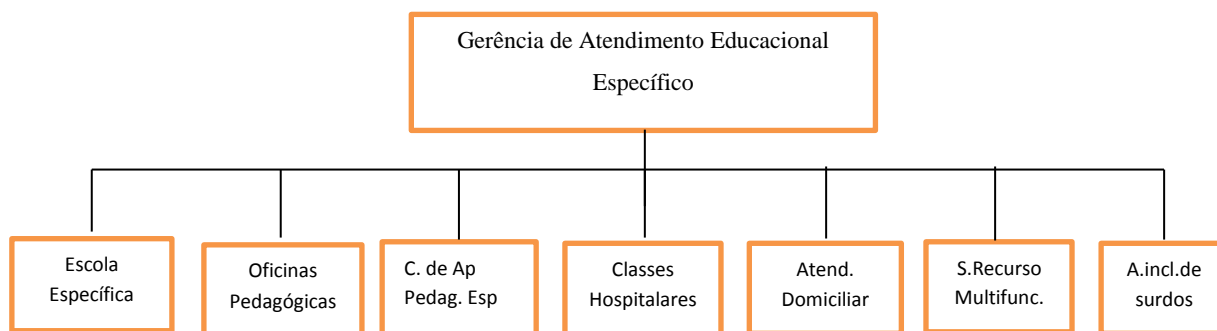 Gerência de Atendimento Educacional
Específico
Escola
Específica
Oficinas
Pedagógicas
C. de Ap
Pedag. Esp
Classes
Hospitalares
Atend.
Domiciliar
S.Recurso
Multifunc.
A.incl.de
surdos